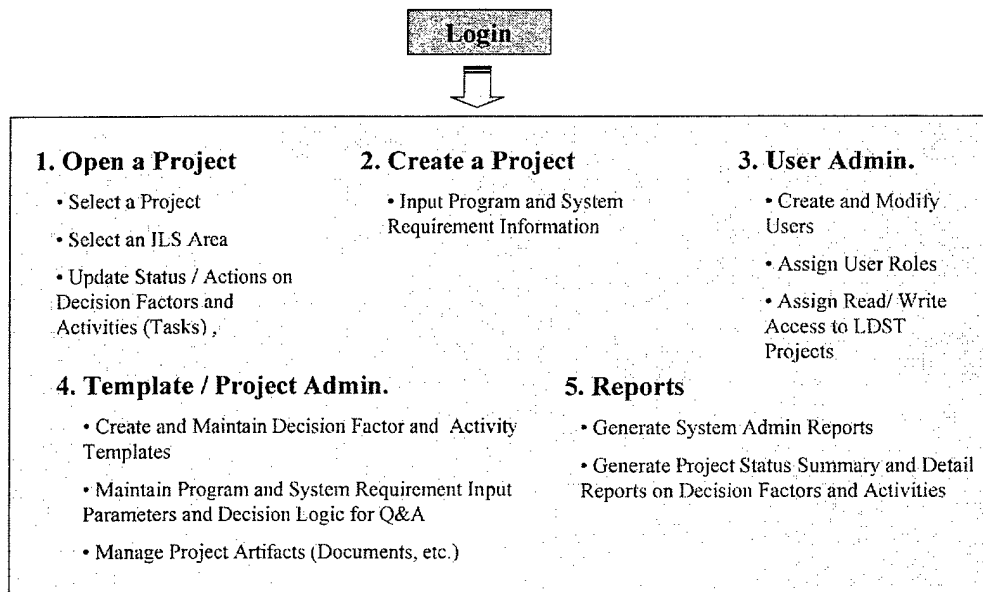 Login
1. Open a Project
• Select a Project
• Select an ILS Area
• Update Status / Actions on
Decision Factors and
Activities (Tasks) ,
2. Create a Project
• Input Program and System
Requirement Information
3. User Admin.
• Create and Modify
Users
• Assign User Roles
• Assign Read/ Write
Access to LDST
Projects
4. Template / Project Admin.
• Create and Maintain Decision Factor and Activity
Templates
• Maintain Program and System Requirement Input
Parameters and Decision Logic for Q&A
• Manage Project Artifacts (Documents, etc.)
5. Reports
• Generate System Admin Reports
• Generate Project Status Summary and Detail
Reports on Decision Factors and Activities